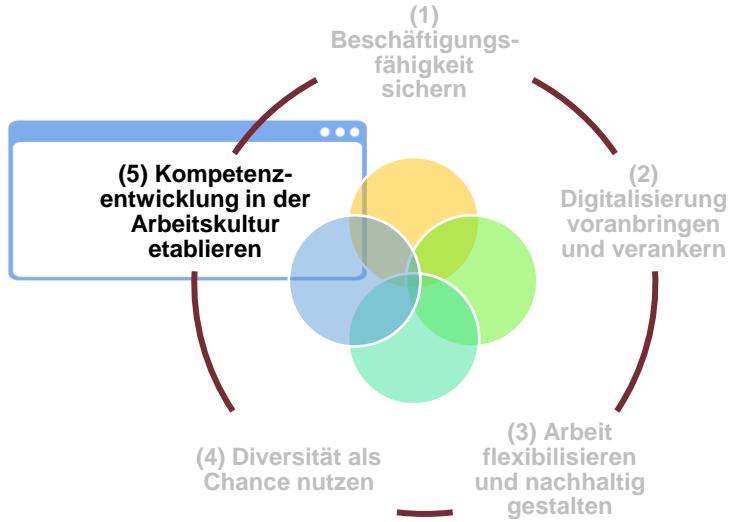 (1)
Beschäftigungs-
fähigkeit
sichern
(2)
Digitalisierung
voranbringen
und verankern
(3) Arbeit
flexibilisieren
und nachhaltig
gestalten
(4) Diversität als
Chance nutzen
(5) Kompetenz-
entwicklung in der
Arbeitskultur
etablieren